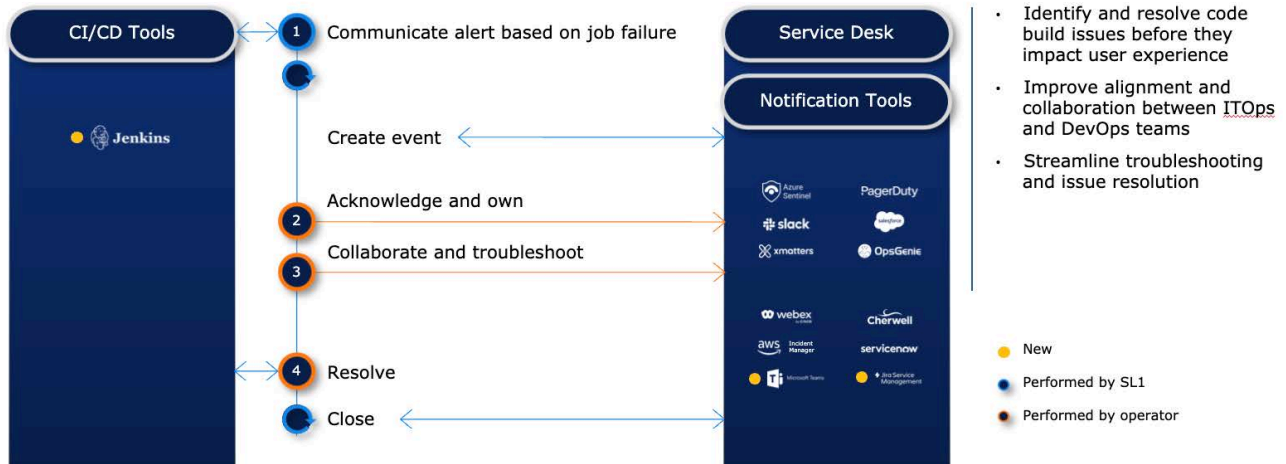 CI/CD Tools
Jenkins
1
Communicate alert based on job failure
Create event
2
Acknowledge and own
3
Collaborate and troubleshoot
4
Resolve
Close
Service Desk
Notification Tools
Azure
Sentinel
PagerDuty
slack
salesforce
xmatters
OpsGenie
webex
Cherwell
aws
Incident
Manager
servicenow
Microsoft Teams
Jira Service
Management
· Identify and resolve code
build issues before they
impact user experience
· Improve alignment and
collaboration between ITOps
and DevOps teams
· Streamline troubleshooting
and issue resolution
New
Performed by SL1
Performed by operator